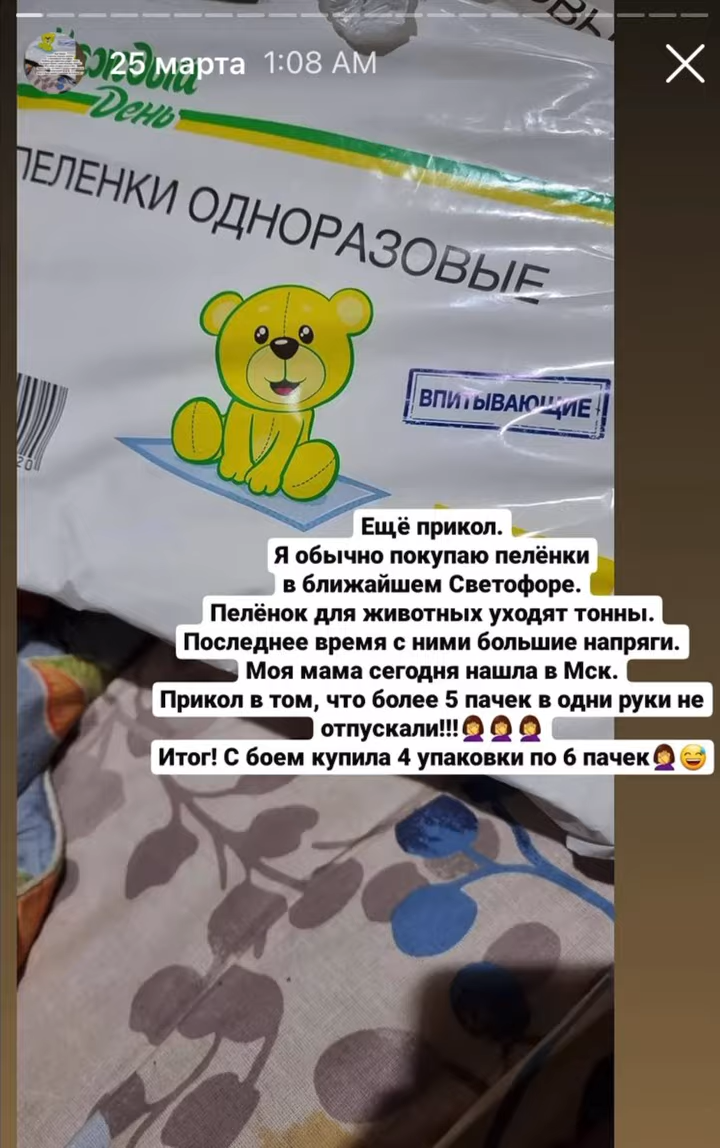 25 марта 1:08 AM
День
ПЕЛЕНКИ ОДНОРАЗОВЫЕ
ВПИТЫВАЮЩИЕ
Ещё прикол.
Я обычно покупаю пелёнки
в ближайшем Светофоре.
Пелёнок для животных уходят тонны.
Последнее время с ними большие напряги.
Моя мама сегодня нашла в Мск.
Прикол в том, что более 5 пачек в одни руки не
отпускали!!!🤦‍♀️🤦‍♀️🤦‍♀️
Итог! С боем купила 4 упаковки по 6 пачек🤦‍♀️😅